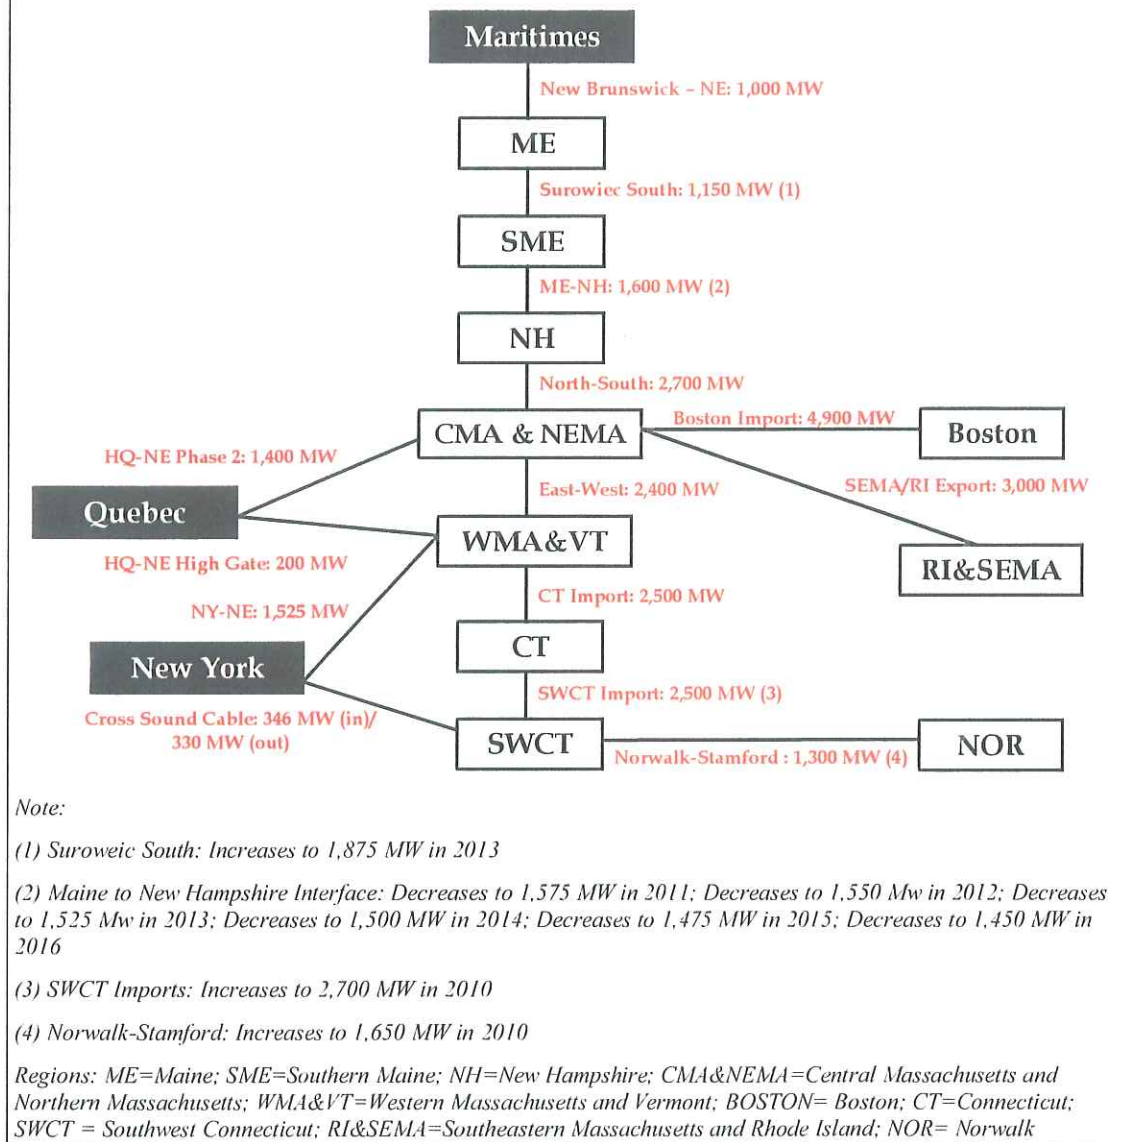 Maritimes
New Brunswick – NE: 1,000 MW
ME
Surowiec South: 1,150 MW (1)
SME
ME-NH: 1,600 MW (2)
NH
North-South: 2,700 MW
CMA & NEMA
Boston Import: 4,900 MW
Boston
HQ-NE Phase 2: 1,400 MW
East-West: 2,400 MW
SEMA/RI Export: 3,000 MW
Quebec
WMA&VT
RI&SEMA
HQ-NE High Gate: 200 MW
CT Import: 2,500 MW
NY-NE: 1,525 MW
CT
New York
SWCT Import: 2,500 MW (3)
Cross Sound Cable: 346 MW (in)/
330 MW (out)
SWCT
Norwalk-Stamford : 1,300 MW (4)
NOR
Note:
(1) Suroweic South: Increases to 1,875 MW in 2013
(2) Maine to New Hampshire Interface: Decreases to 1,575 MW in 2011; Decreases to 1,550 Mw in 2012; Decreases
to 1,525 Mw in 2013; Decreases to 1,500 MW in 2014; Decreases to 1,475 MW in 2015; Decreases to 1,450 MW in
2016
(3) SWCT Imports: Increases to 2,700 MW in 2010
(4) Norwalk-Stamford: Increases to 1,650 MW in 2010
Regions: ME=Maine; SME=Southern Maine; NH=New Hampshire; CMA&NEMA=Central Massachusetts and
Northern Massachusetts; WMA&VT=Western Massachusetts and Vermont; BOSTON= Boston; CT=Connecticut;
SWCT = Southwest Connecticut; RI&SEMA=Southeastern Massachusetts and Rhode Island; NOR= Norwalk